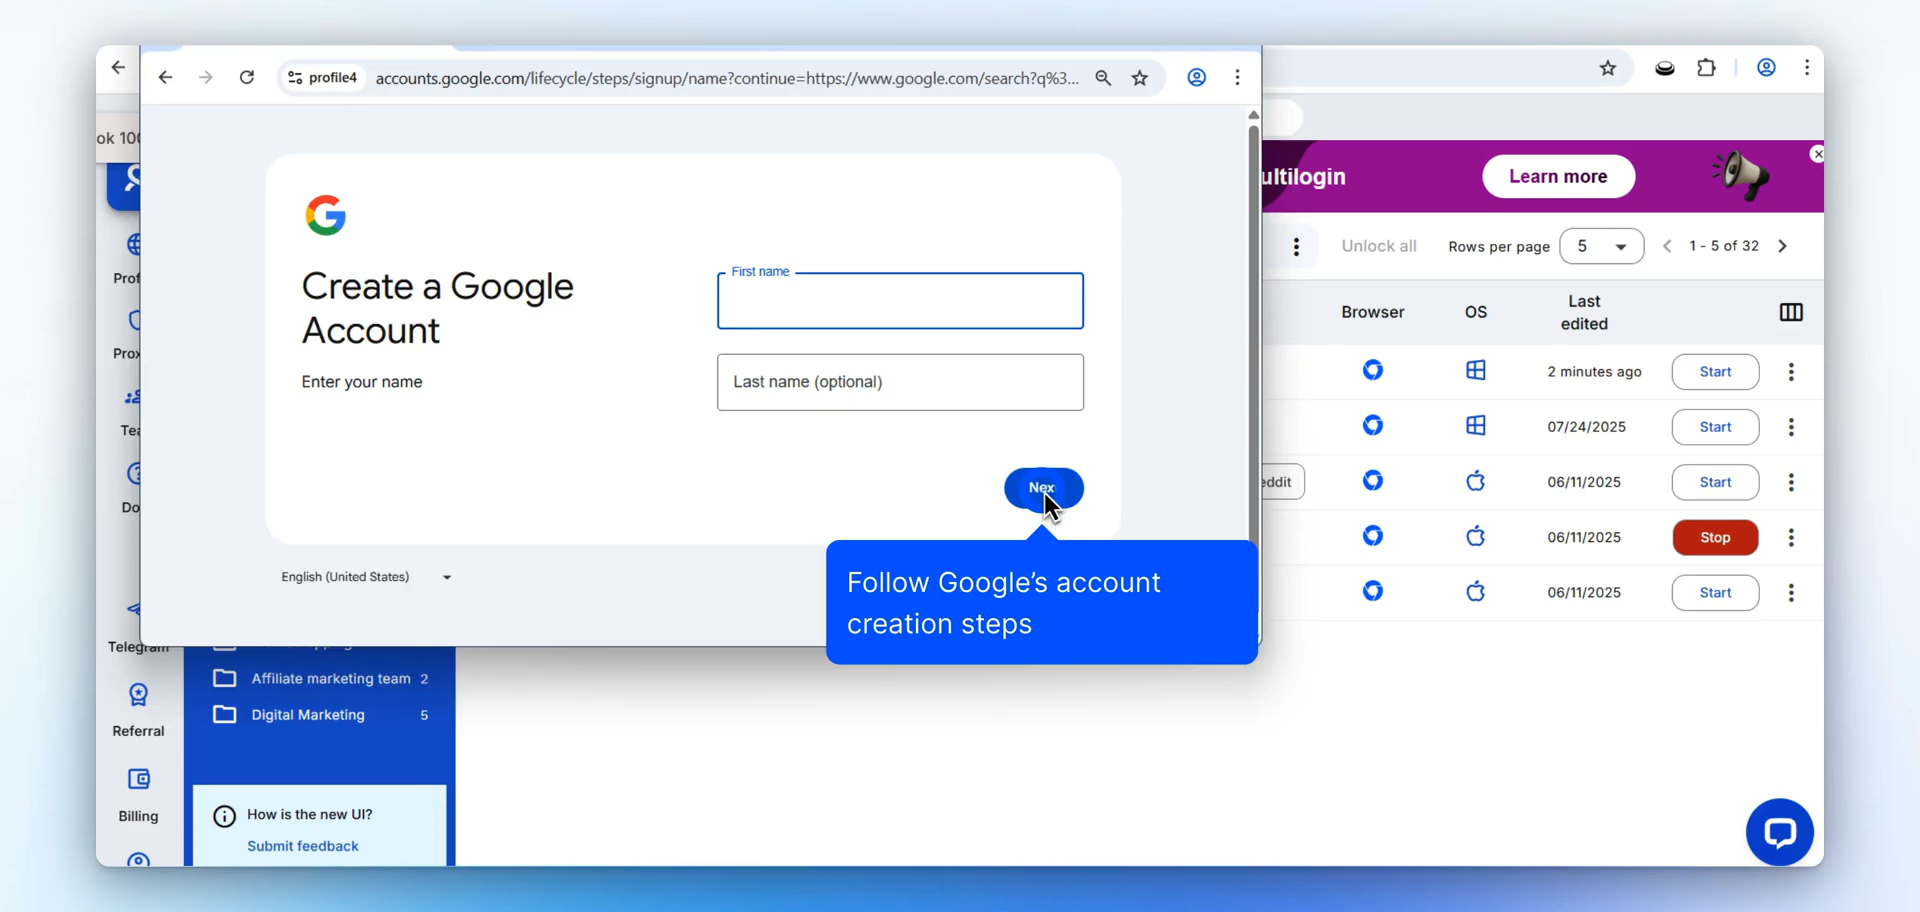 profile4
accounts.google.com/lifecycle/steps/signup/name?continue=https://www.google.com/search?q%3...
ok 10
ultilogin
Learn more
Create a Google
Account
Enter your name
First name
Last name (optional)
Nex
English (United States)
Follow Google's account
creation steps
Unlock all
Rows per page
5
1 - 5 of 32
Browser
OS
Last
edited
2 minutes ago
Start
07/24/2025
Start
eddit
06/11/2025
Start
06/11/2025
Stop
06/11/2025
Start
Prof
Prox
Tea
Do
Telegram
Referral
Billing
Affiliate marketing team 2
Digital Marketing 5
How is the new UI?
Submit feedback